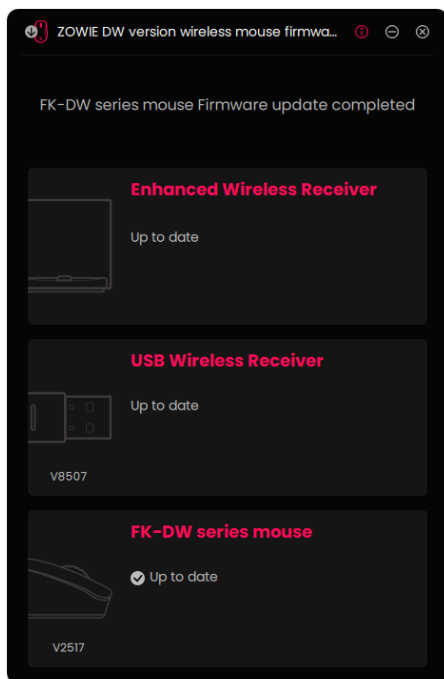 ZOWIE DW version wireless mouse firmwa...
FK-DW series mouse Firmware update completed
Enhanced Wireless Receiver
Up to date
USB Wireless Receiver
Up to date
V8507
FK-DW series mouse
Up to date
V2517